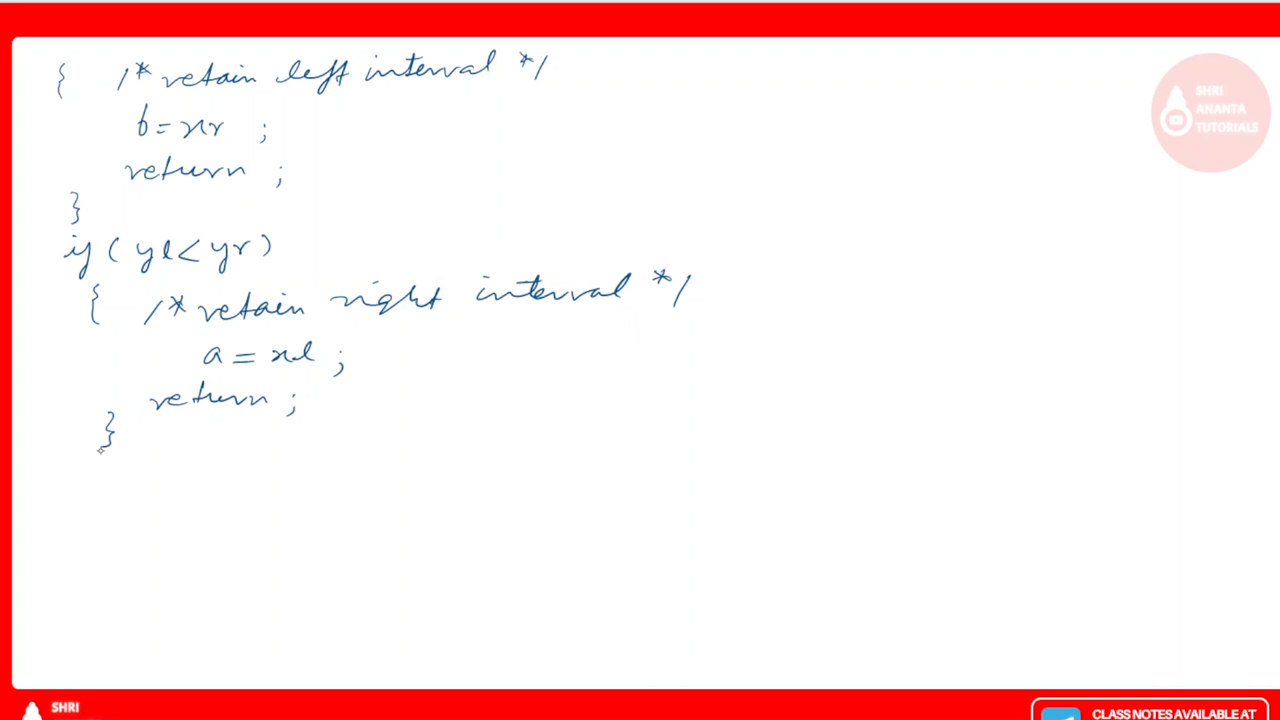 { /* retain left interval */
b = xr ;
return ;
}
if ( yl < yr )
{ /* retain right interval */
a = xl ;
return ;
}
SHRI
ANANTA
TUTORIALS
SHRI
CLASS NOTES AVAILABLE AT